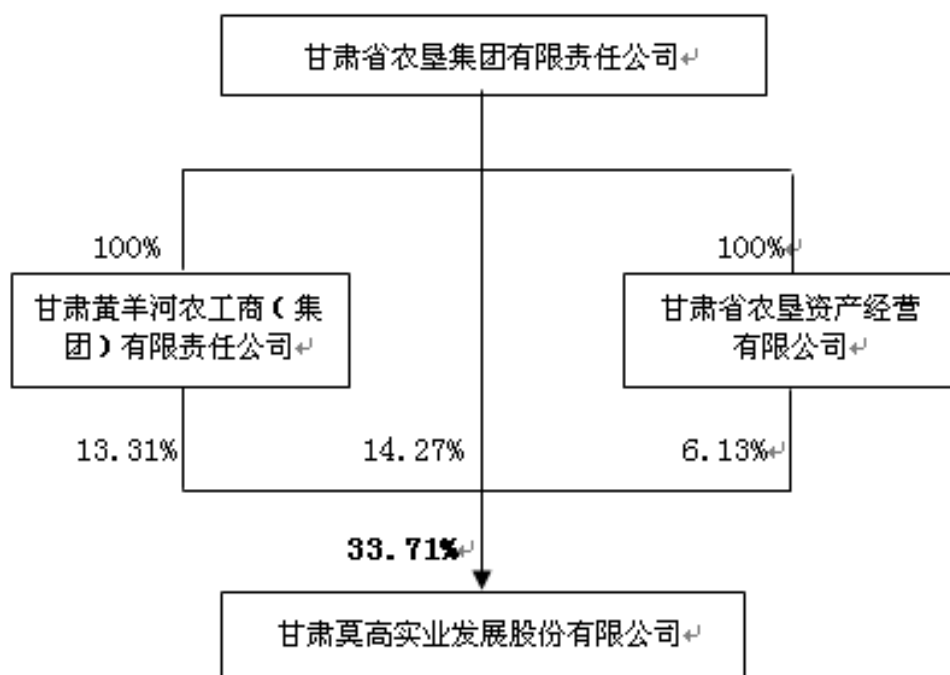 甘肃省农垦集团有限责任公司↵
100%
100%↵
甘肃黄羊河农工商（集
团）有限责任公司↵
甘肃省农垦资产经营
有限公司↵
13.31%
14.27%
6.13%↵
33.71%↵
甘肃莫高实业发展股份有限公司↵